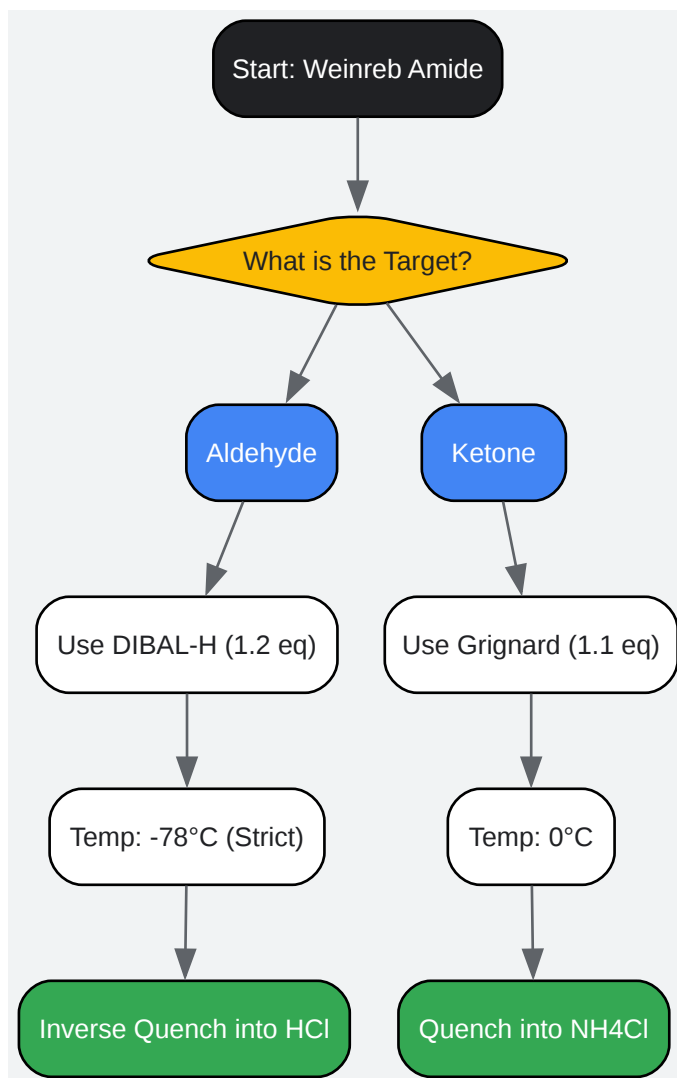 Start: Weinreb Amide
What is the Target?
Aldehyde
Ketone
Use DIBAL-H (1.2 eq)
Use Grignard (1.1 eq)
Temp: -78°C (Strict)
Temp: 0°C
Inverse Quench into HCl
Quench into NH4Cl